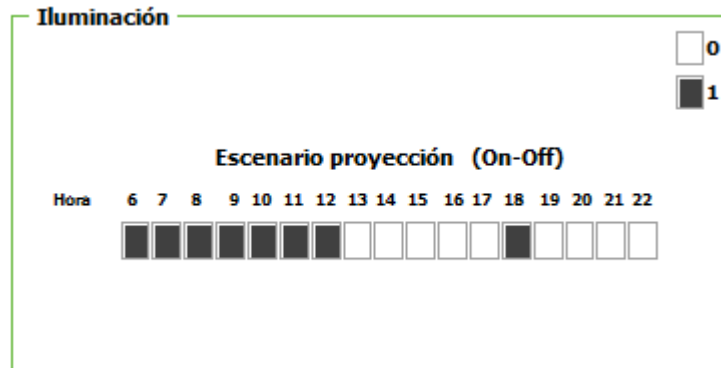 Iluminación
0
1
Escenario proyección (On-Off)
Hora 6 7 8 9 10 11 12 13 14 15 16 17 18 19 20 21 22